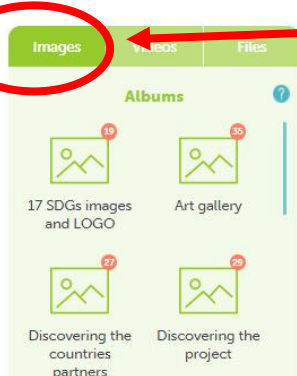 Images Videos Files
Albums ?
19 35
17 SDGs images Art gallery
and LOGO
27 29
Discovering the Discovering the
countries project
partners